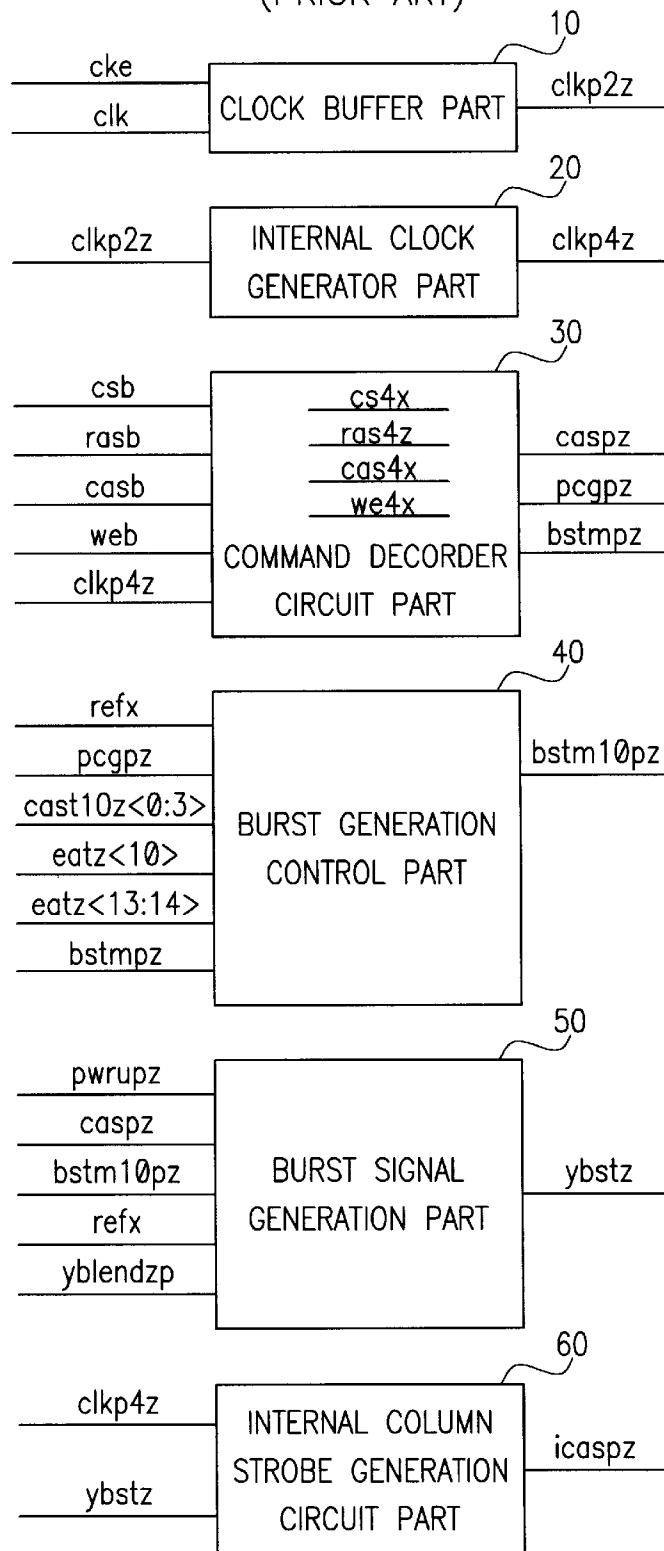 (PRIOR ART)
10
cke
clk
CLOCK BUFFER PART
clkp2z
20
clkp2z
INTERNAL CLOCK
GENERATOR PART
clkp4z
30
csb
rasb
casb
web
clkp4z
cs4x
ras4z
cas4x
we4x
COMMAND DECORDER
CIRCUIT PART
caspz
pcgpz
bstmpz
40
refx
pcgpz
cast10z<0:3>
eatz<10>
eatz<13:14>
bstmpz
BURST GENERATION
CONTROL PART
bstm10pz
50
pwrupz
caspz
bstm10pz
refx
yblendzp
BURST SIGNAL
GENERATION PART
ybstz
60
clkp4z
ybstz
INTERNAL COLUMN
STROBE GENERATION
CIRCUIT PART
icaspz